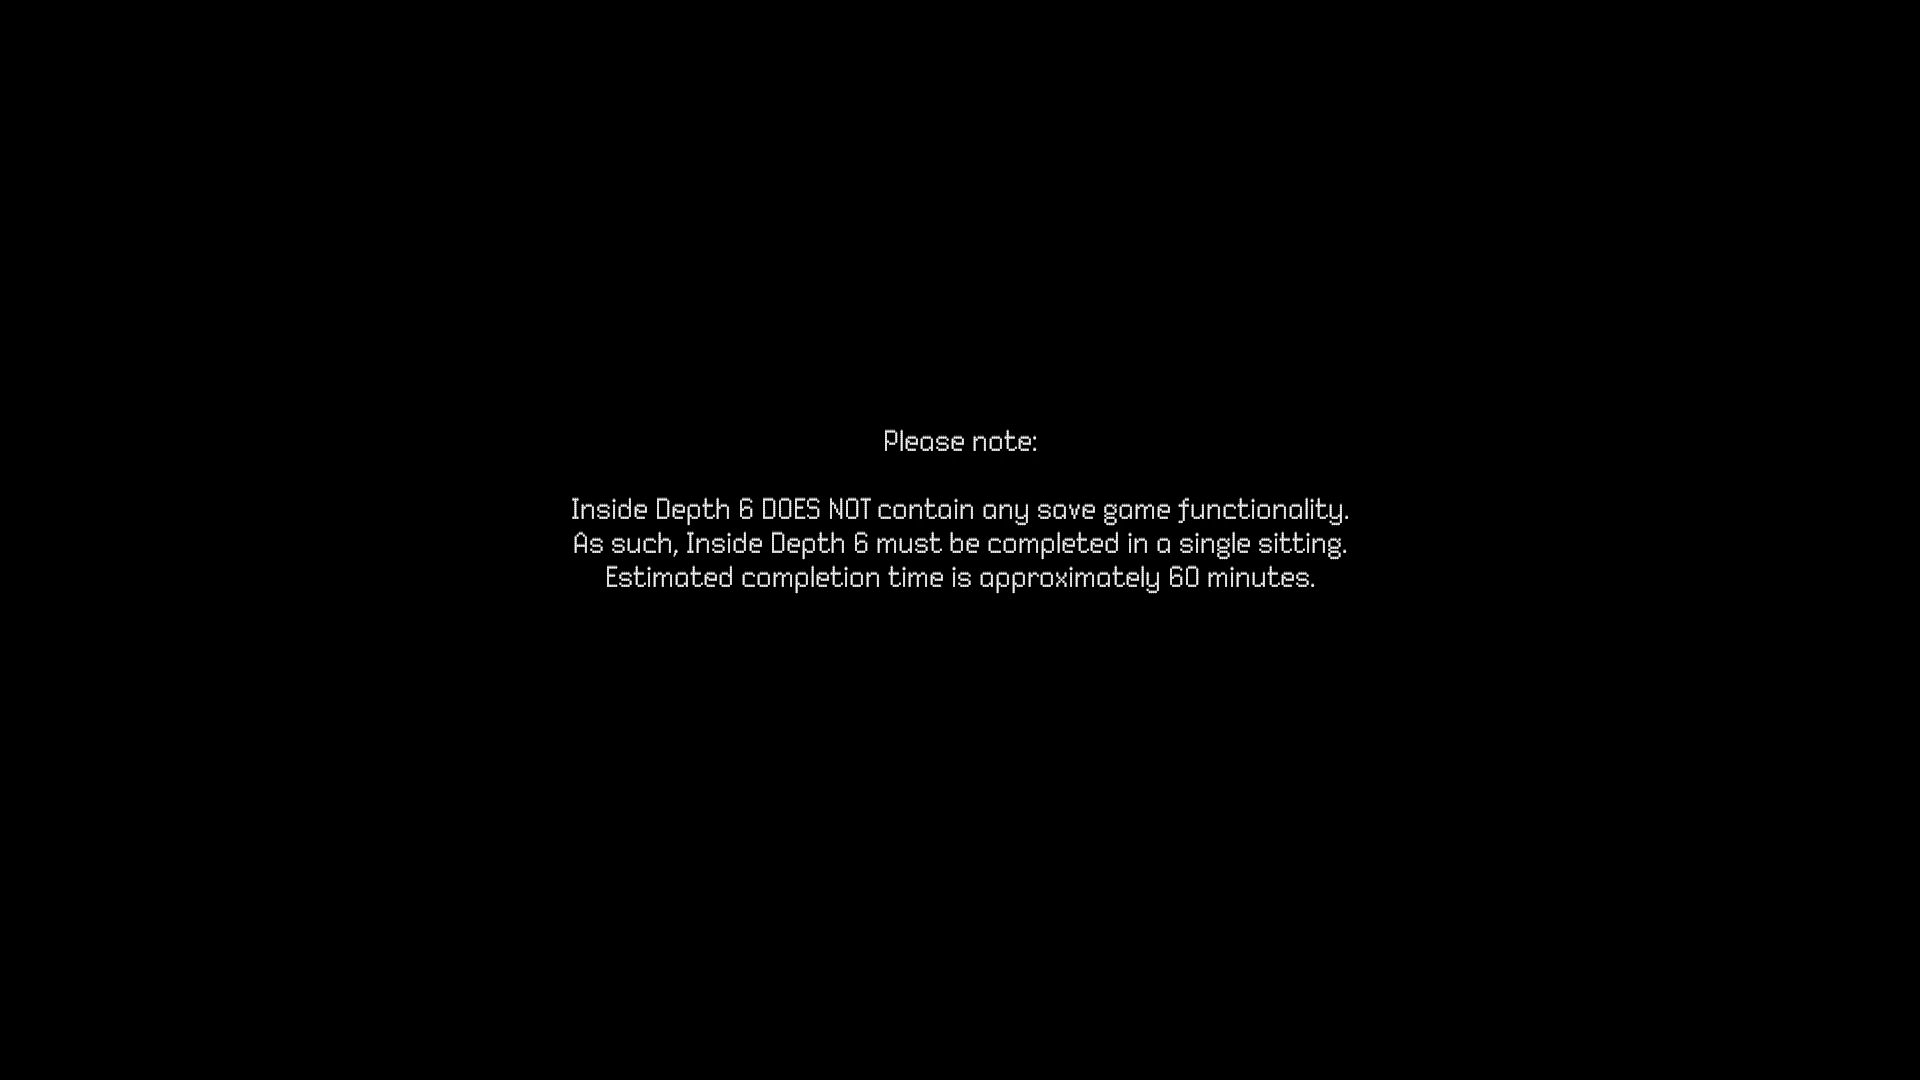 Please note:
Inside Depth 6 DOES NOT contain any save game functionality.
As such, Inside Depth 6 must be completed in a single sitting.
Estimated completion time is approximately 60 minutes.